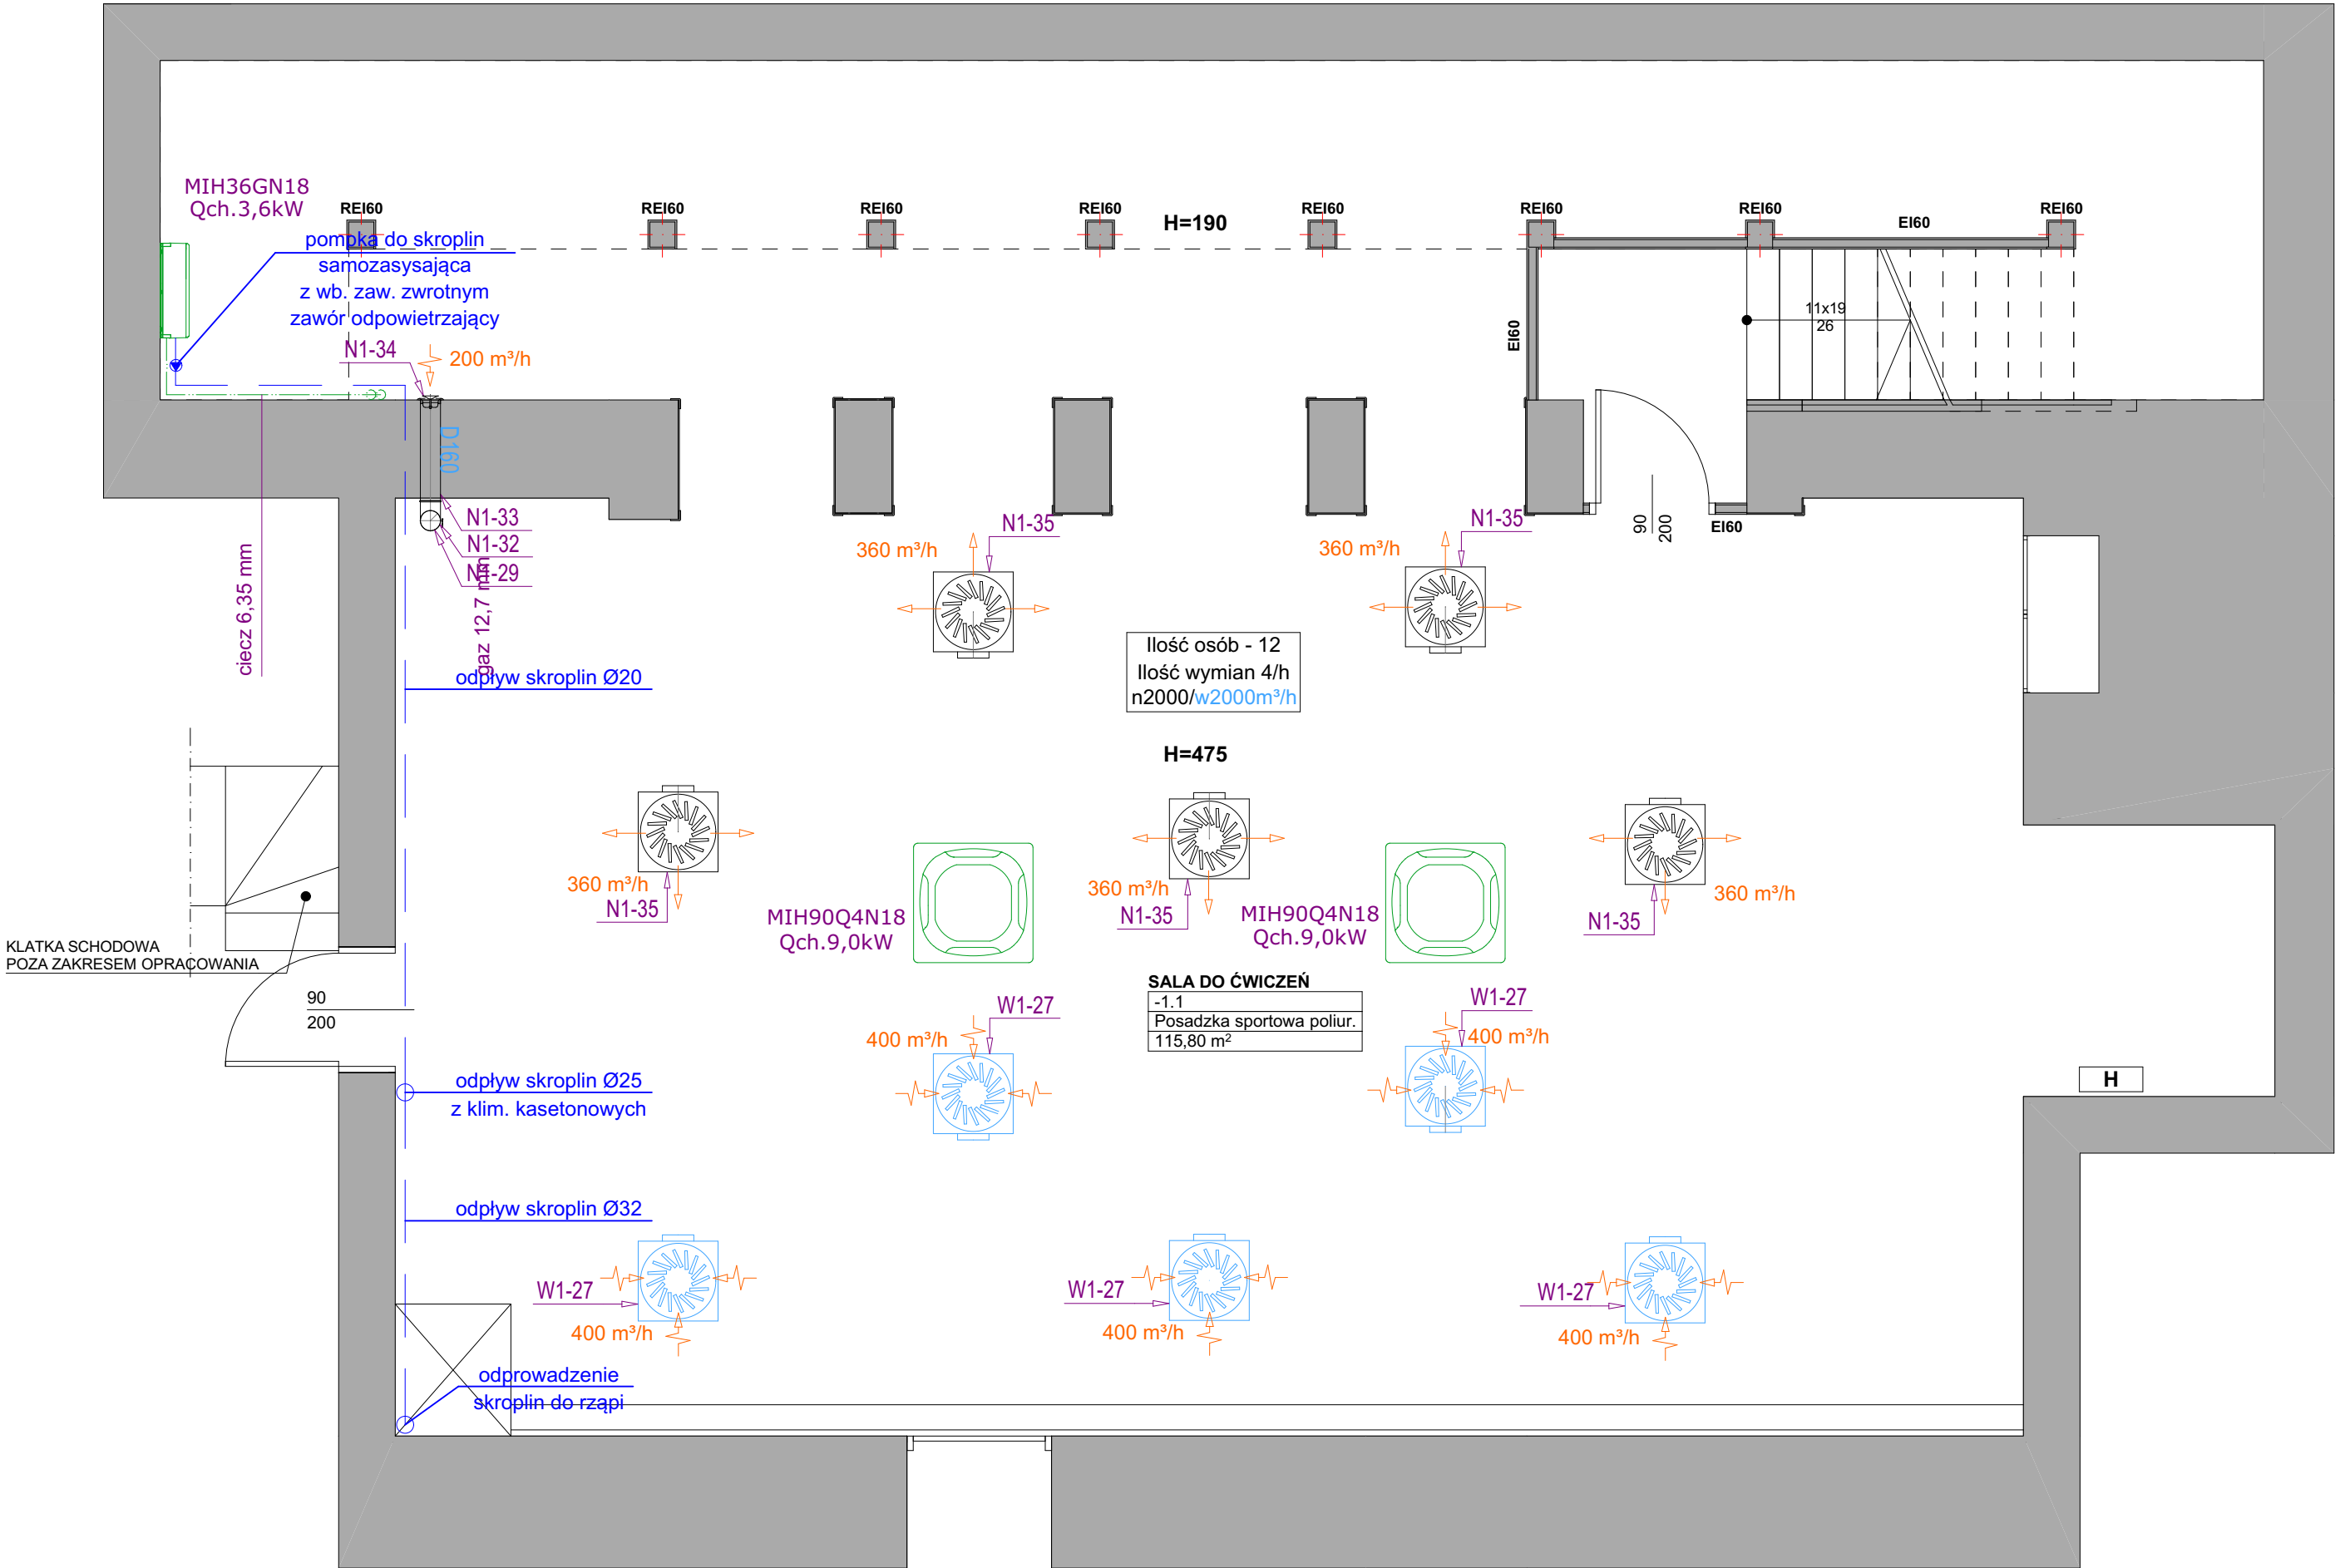 MIH36GN18
Qch.3,6kW
REI60
REI60
REI60
REI60
H=190
REI60
REI60
REI60
EI60
REI60
pompka do skroplin
samozasysająca
z wb. zaw. zwrotnym
zawór odpowietrzający
N1-34
200 m³/h
EI60
11x19
26
D160
N1-33
N1-32
N1-29
ciecz 6,35 mm
gaz 12,7 mm
N1-35
360 m³/h
N1-35
360 m³/h
90
200
EI60
odpływ skroplin Ø20
Ilość osób - 12
Ilość wymian 4/h
n2000/w2000m³/h
H=475
360 m³/h
N1-35
MIH90Q4N18
Qch.9,0kW
360 m³/h
N1-35
MIH90Q4N18
Qch.9,0kW
360 m³/h
N1-35
KLATKA SCHODOWA
POZA ZAKRESEM OPRACOWANIA
90
200
SALA DO ĆWICZEŃ
-1.1
Posadzka sportowa poliur.
115,80 m²
W1-27
400 m³/h
W1-27
400 m³/h
H
odpływ skroplin Ø25
z klim. kasetonowych
odpływ skroplin Ø32
W1-27
400 m³/h
W1-27
400 m³/h
W1-27
400 m³/h
odprowadzenie
skroplin do rząpi